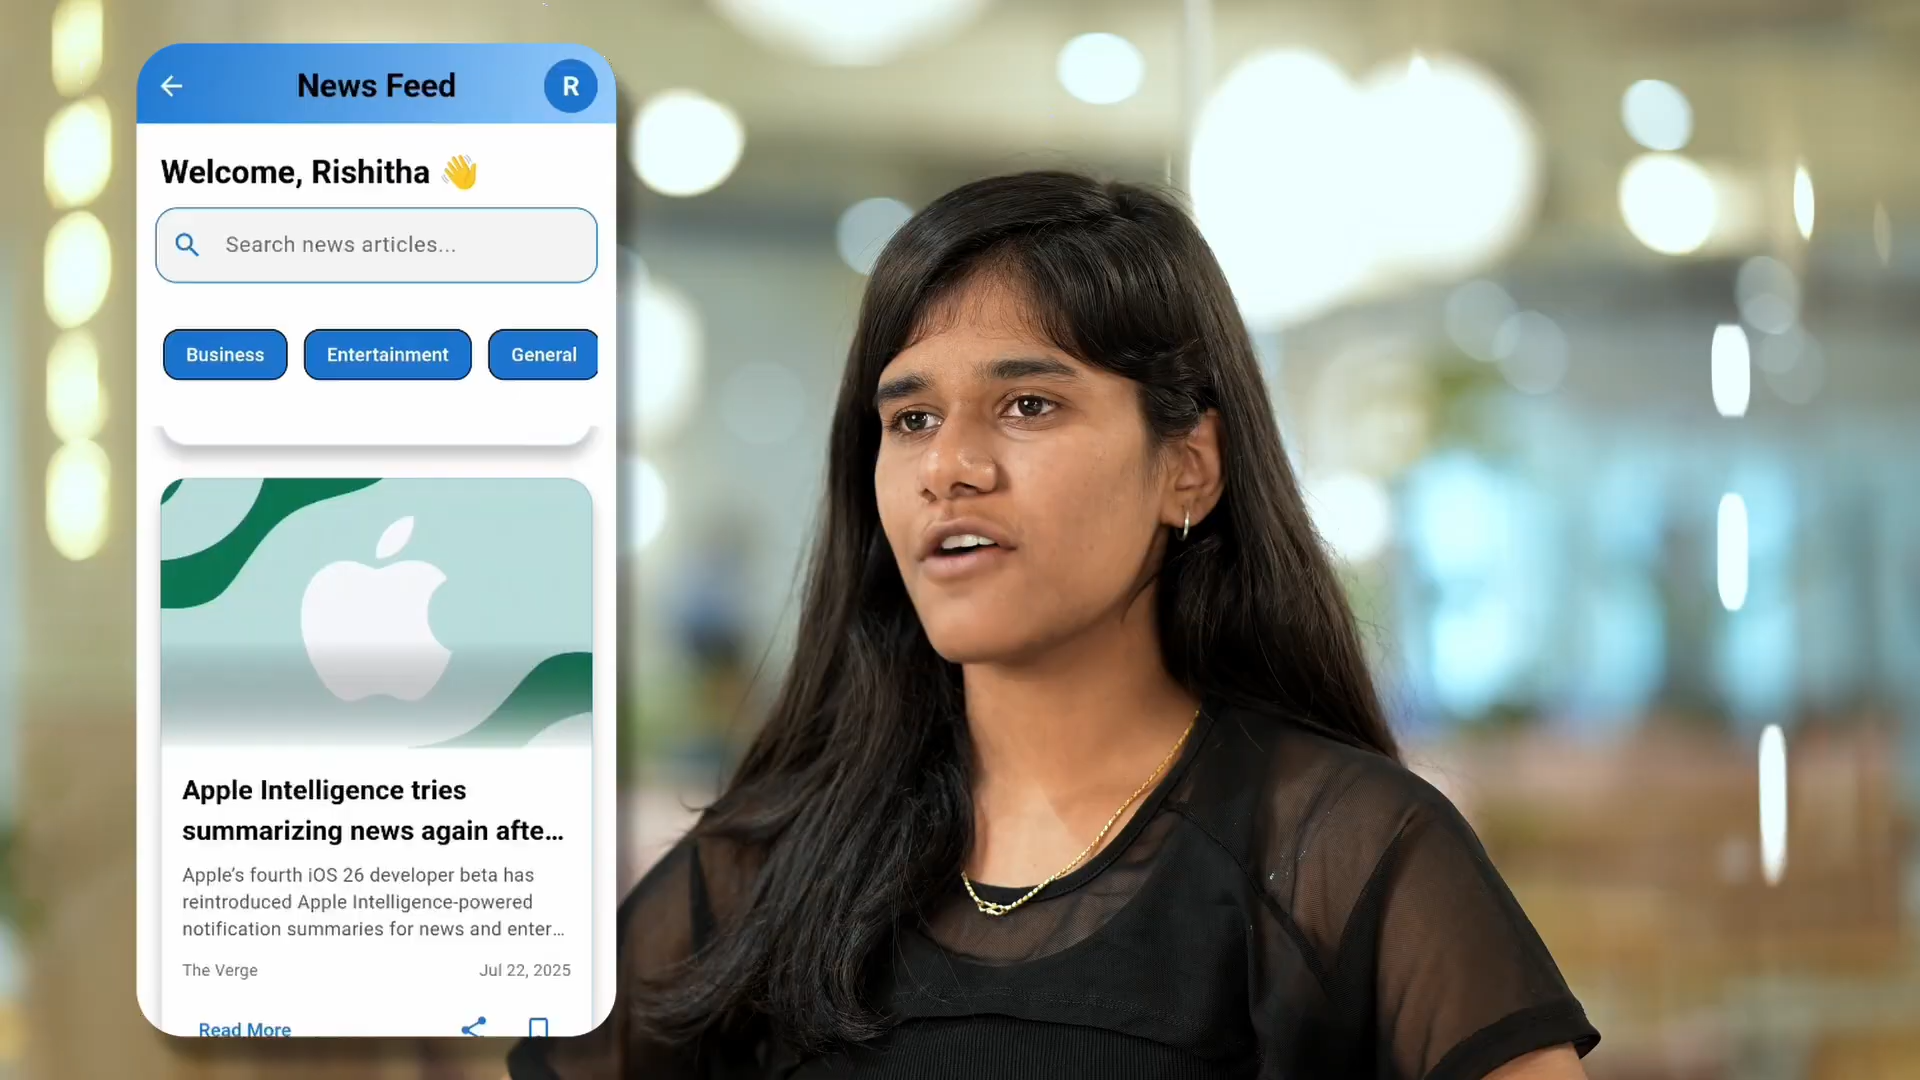 News Feed
R
Welcome, Rishitha 👋
Search news articles...
Business
Entertainment
General
Apple Intelligence tries
summarizing news again afte...
Apple's fourth iOS 26 developer beta has
reintroduced Apple Intelligence-powered
notification summaries for news and enter...
The Verge
Jul 22, 2025
Read More